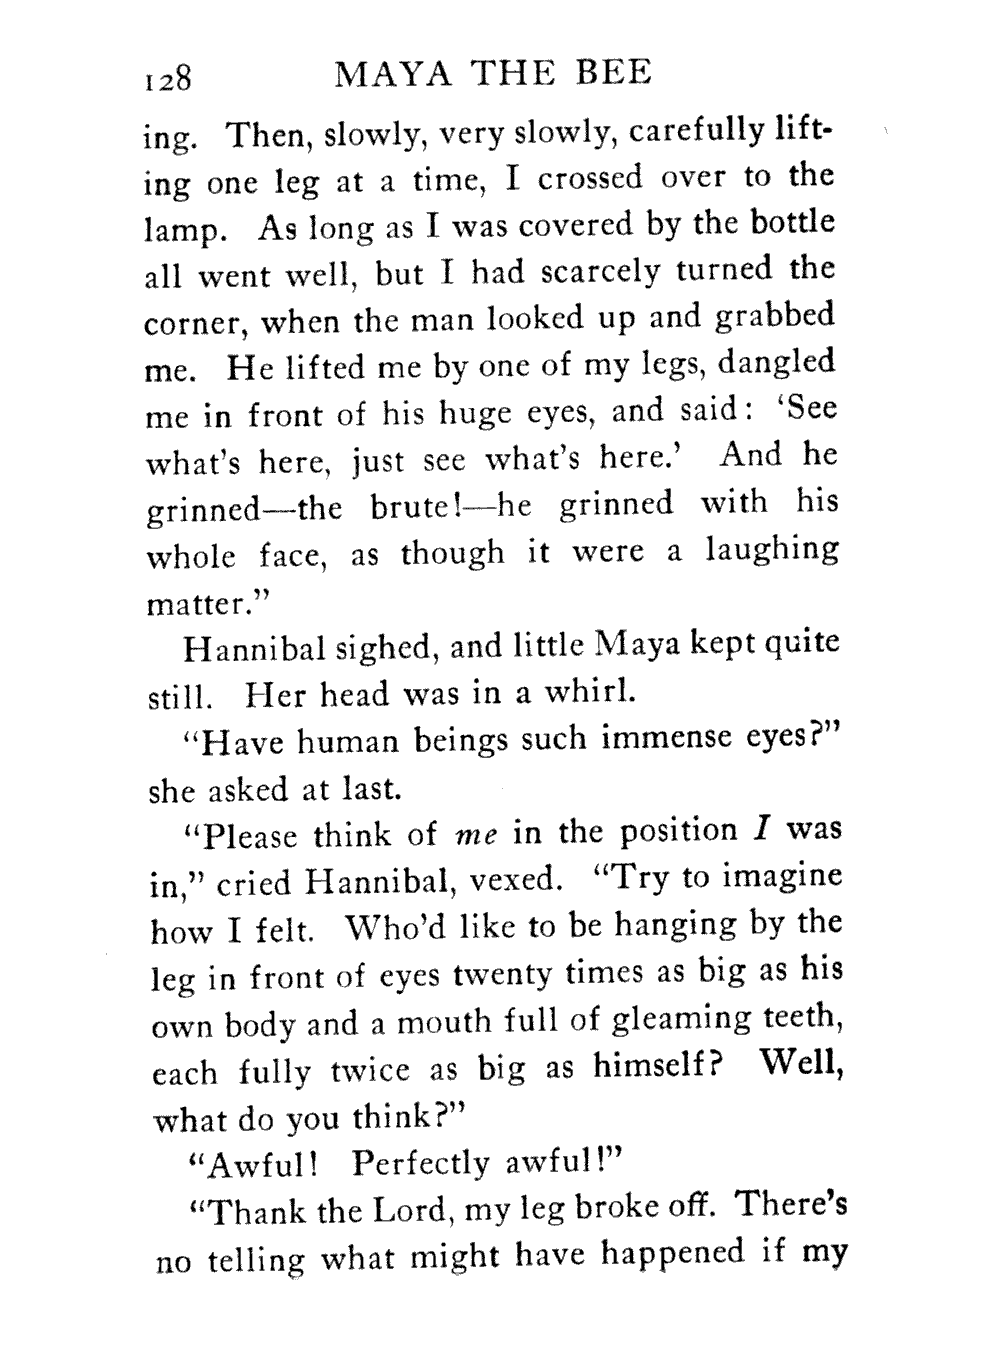 128 MAYA THE BEE
ing. Then, slowly, very slowly, carefully lift-
ing one leg at a time, I crossed over to the
lamp. As long as I was covered by the bottle
all went well, but I had scarcely turned the
corner, when the man looked up and grabbed
me. He lifted me by one of my legs, dangled
me in front of his huge eyes, and said: ‘See
what’s here, just see what’s here.’ And he
grinned—the brute!—he grinned with his
whole face, as though it were a laughing
matter.”
Hannibal sighed, and little Maya kept quite
still. Her head was in a whirl.
“Have human beings such immense eyes?”
she asked at last.
“Please think of me in the position I was
in,” cried Hannibal, vexed. “Try to imagine
how I felt. Who’d like to be hanging by the
leg in front of eyes twenty times as big as his
own body and a mouth full of gleaming teeth,
each fully twice as big as himself? Well,
what do you think?”
“Awful! Perfectly awful!”
“Thank the Lord, my leg broke off. There’s
no telling what might have happened if my